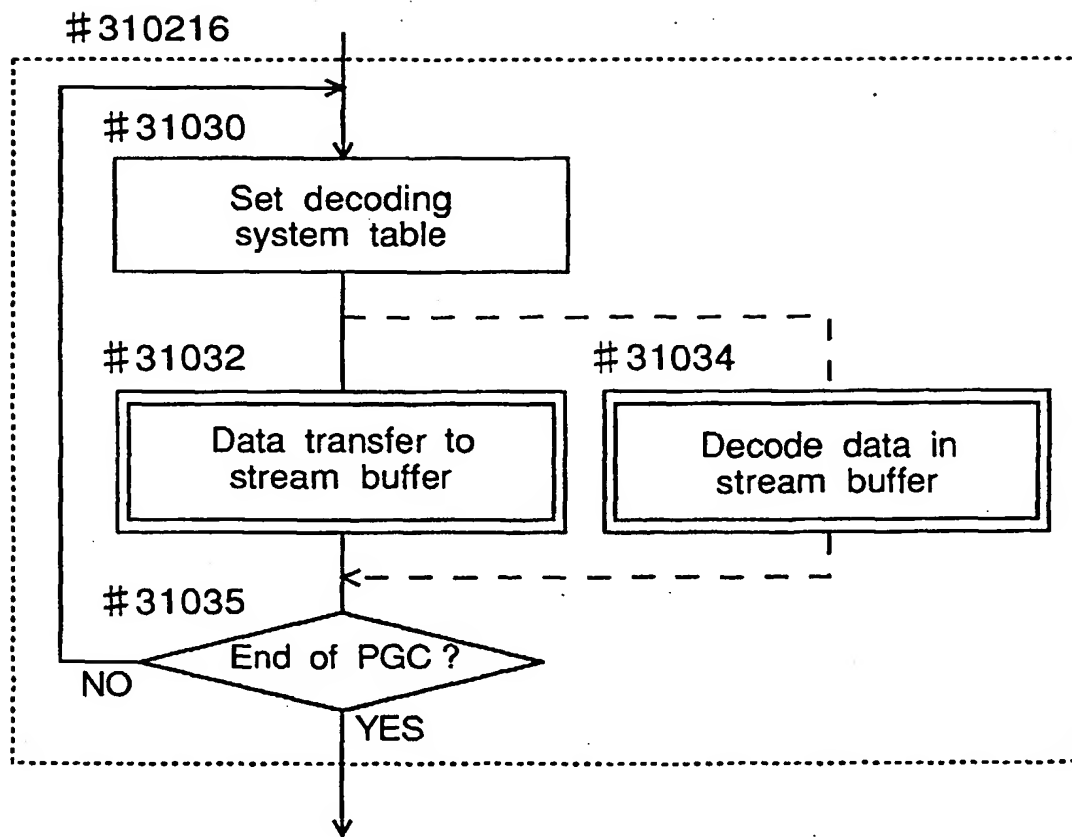 #310216
#31030
Set decoding
system table
#31032
#31034
Data transfer to
stream buffer
Decode data in
stream buffer
#31035
End of PGC ?
NO
YES